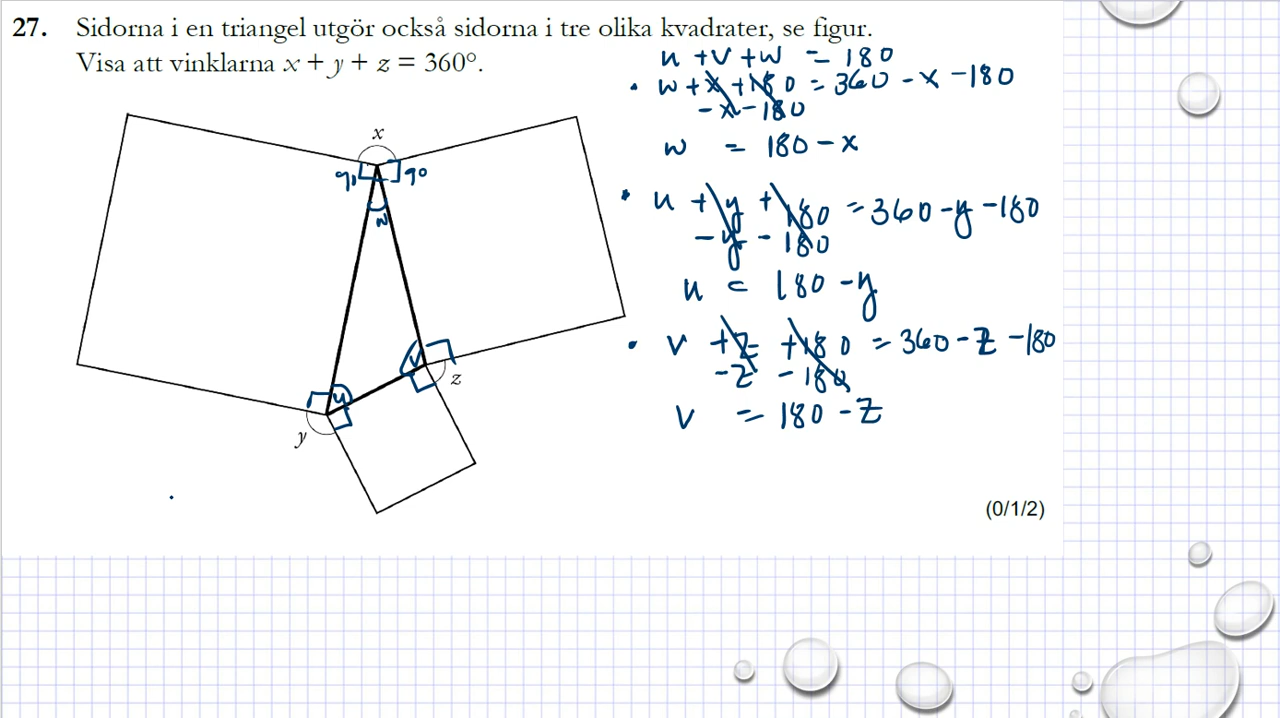 27. Sidorna i en triangel utgör också sidorna i tre olika kvadrater, se figur.
Visa att vinklarna x + y + z = 360°.
u + v + w = 180
• w + x + 180 = 360 - x - 180
- x - 180
w = 180 - x
• u + y + 180 = 360 - y - 180
- y - 180
u = 180 - y
• v + z + 180 = 360 - z - 180
- z - 180
v = 180 - z
x
90
w
v
z
u
y
(0/1/2)